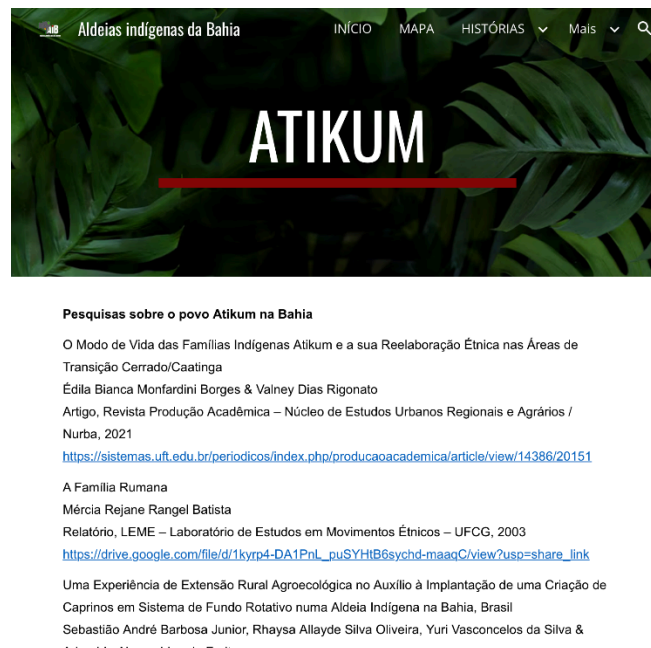 Aldeias indígenas da Bahia
INÍCIO MAPA HISTÓRIAS Mais
ATIKUM
Pesquisas sobre o povo Atikum na Bahia
O Modo de Vida das Famílias Indígenas Atikum e a sua Reelaboração Étnica nas Áreas de
Transição Cerrado/Caatinga
Édila Bianca Monfardini Borges & Valney Dias Rigonato
Artigo, Revista Produção Acadêmica – Núcleo de Estudos Urbanos Regionais e Agrários /
Nurba, 2021
https://sistemas.uft.edu.br/periodicos/index.php/producaoacademica/article/view/14386/20151
A Família Rumana
Mércia Rejane Rangel Batista
Relatório, LEME – Laboratório de Estudos em Movimentos Étnicos – UFCG, 2003
https://drive.google.com/file/d/1kyrp4-DA1PnL_puSYHtB6sychd-maaqC/view?usp=share_link
Uma Experiência de Extensão Rural Agroecológica no Auxílio à Implantação de uma Criação de
Caprinos em Sistema de Fundo Rotativo numa Aldeia Indígena na Bahia, Brasil
Sebastião André Barbosa Junior, Rhaysa Allayde Silva Oliveira, Yuri Vasconcelos da Silva &